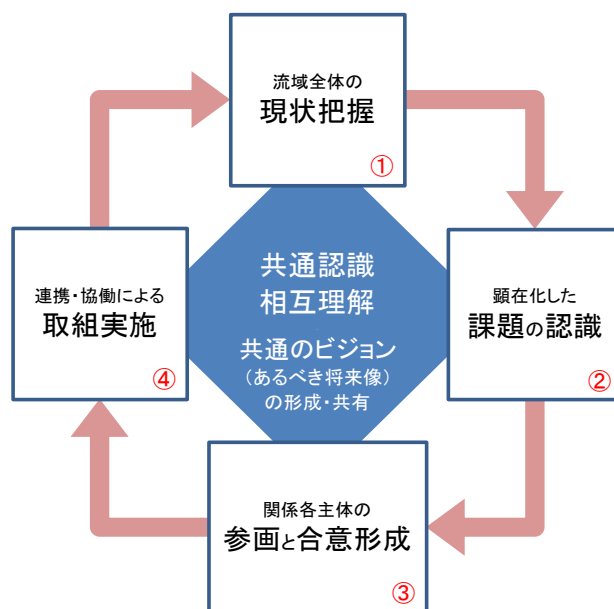 流域全体の
現状把握
①
顕在化した
課題の認識
②
関係各主体の
参画と合意形成
③
連携・協働による
取組実施
④
共通認識
相互理解
共通のビジョン
（あるべき将来像）
の形成・共有